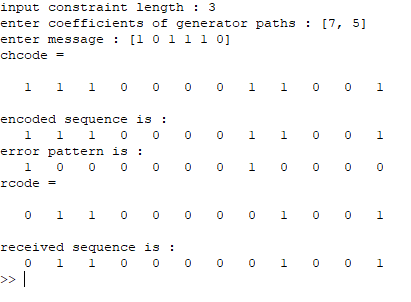 input constraint length : 3
enter coefficients of generator paths : [7, 5]
enter message : [1 0 1 1 1 0]
chcode =
1 1 1 0 0 0 0 1 1 0 0 1
encoded sequence is :
1 1 1 0 0 0 0 1 1 0 0 1
error pattern is :
1 0 0 0 0 0 0 1 0 0 0 0
rcode =
0 1 1 0 0 0 0 0 1 0 0 1
received sequence is :
0 1 1 0 0 0 0 0 1 0 0 1
>>